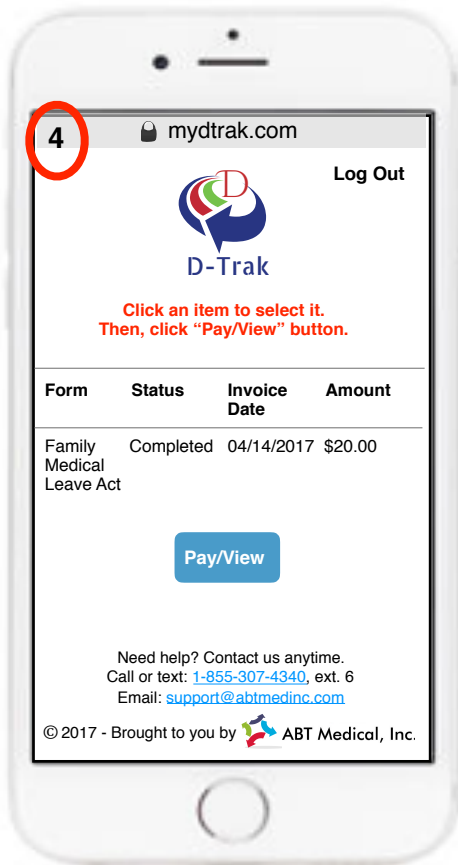 4
mydtrak.com
Log Out
D
D-Trak
Click an item to select it.
Then, click “Pay/View” button.
Form Status Invoice Date Amount
Family Medical Leave Act Completed 04/14/2017 $20.00
Pay/View
Need help? Contact us anytime.
Call or text: 1-855-307-4340, ext. 6
Email: support@abtmedinc.com
© 2017 - Brought to you by ABT Medical, Inc.